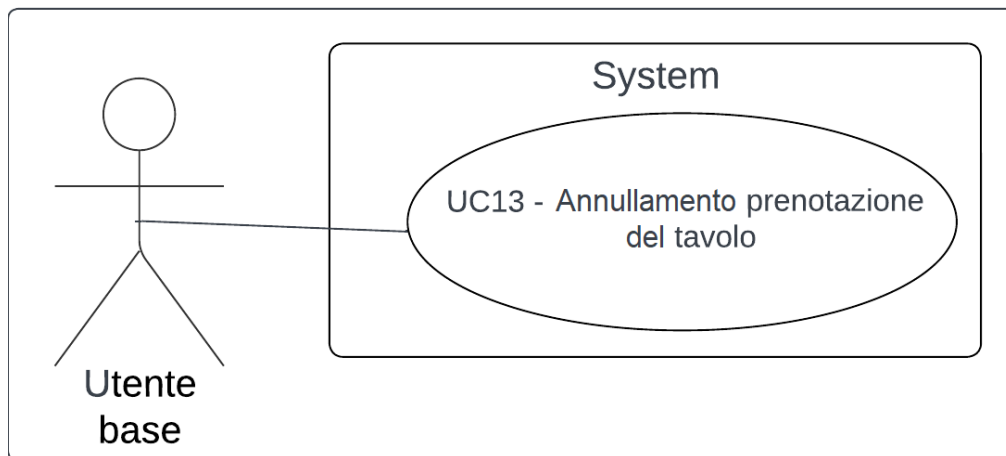 System
UC13 - Annullamento prenotazione
del tavolo
Utente
base